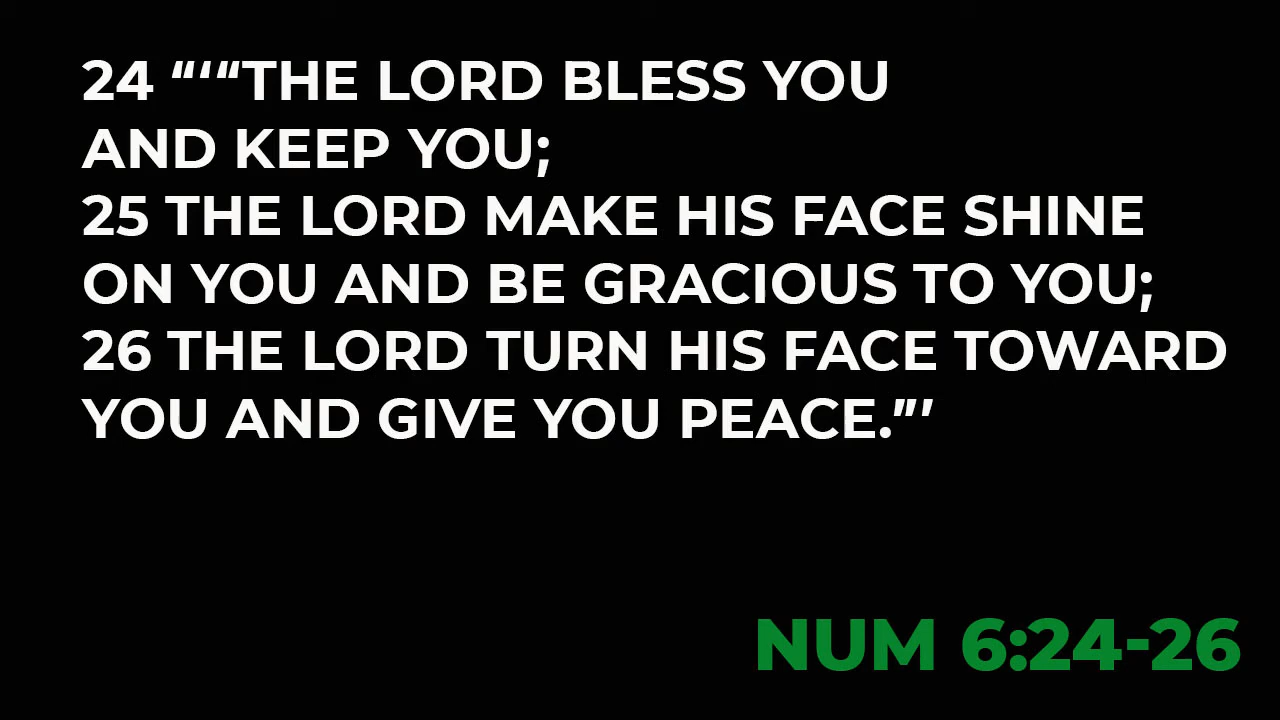 24 “‘“THE LORD BLESS YOU
AND KEEP YOU;
25 THE LORD MAKE HIS FACE SHINE
ON YOU AND BE GRACIOUS TO YOU;
26 THE LORD TURN HIS FACE TOWARD
YOU AND GIVE YOU PEACE.”’
NUM 6:24-26